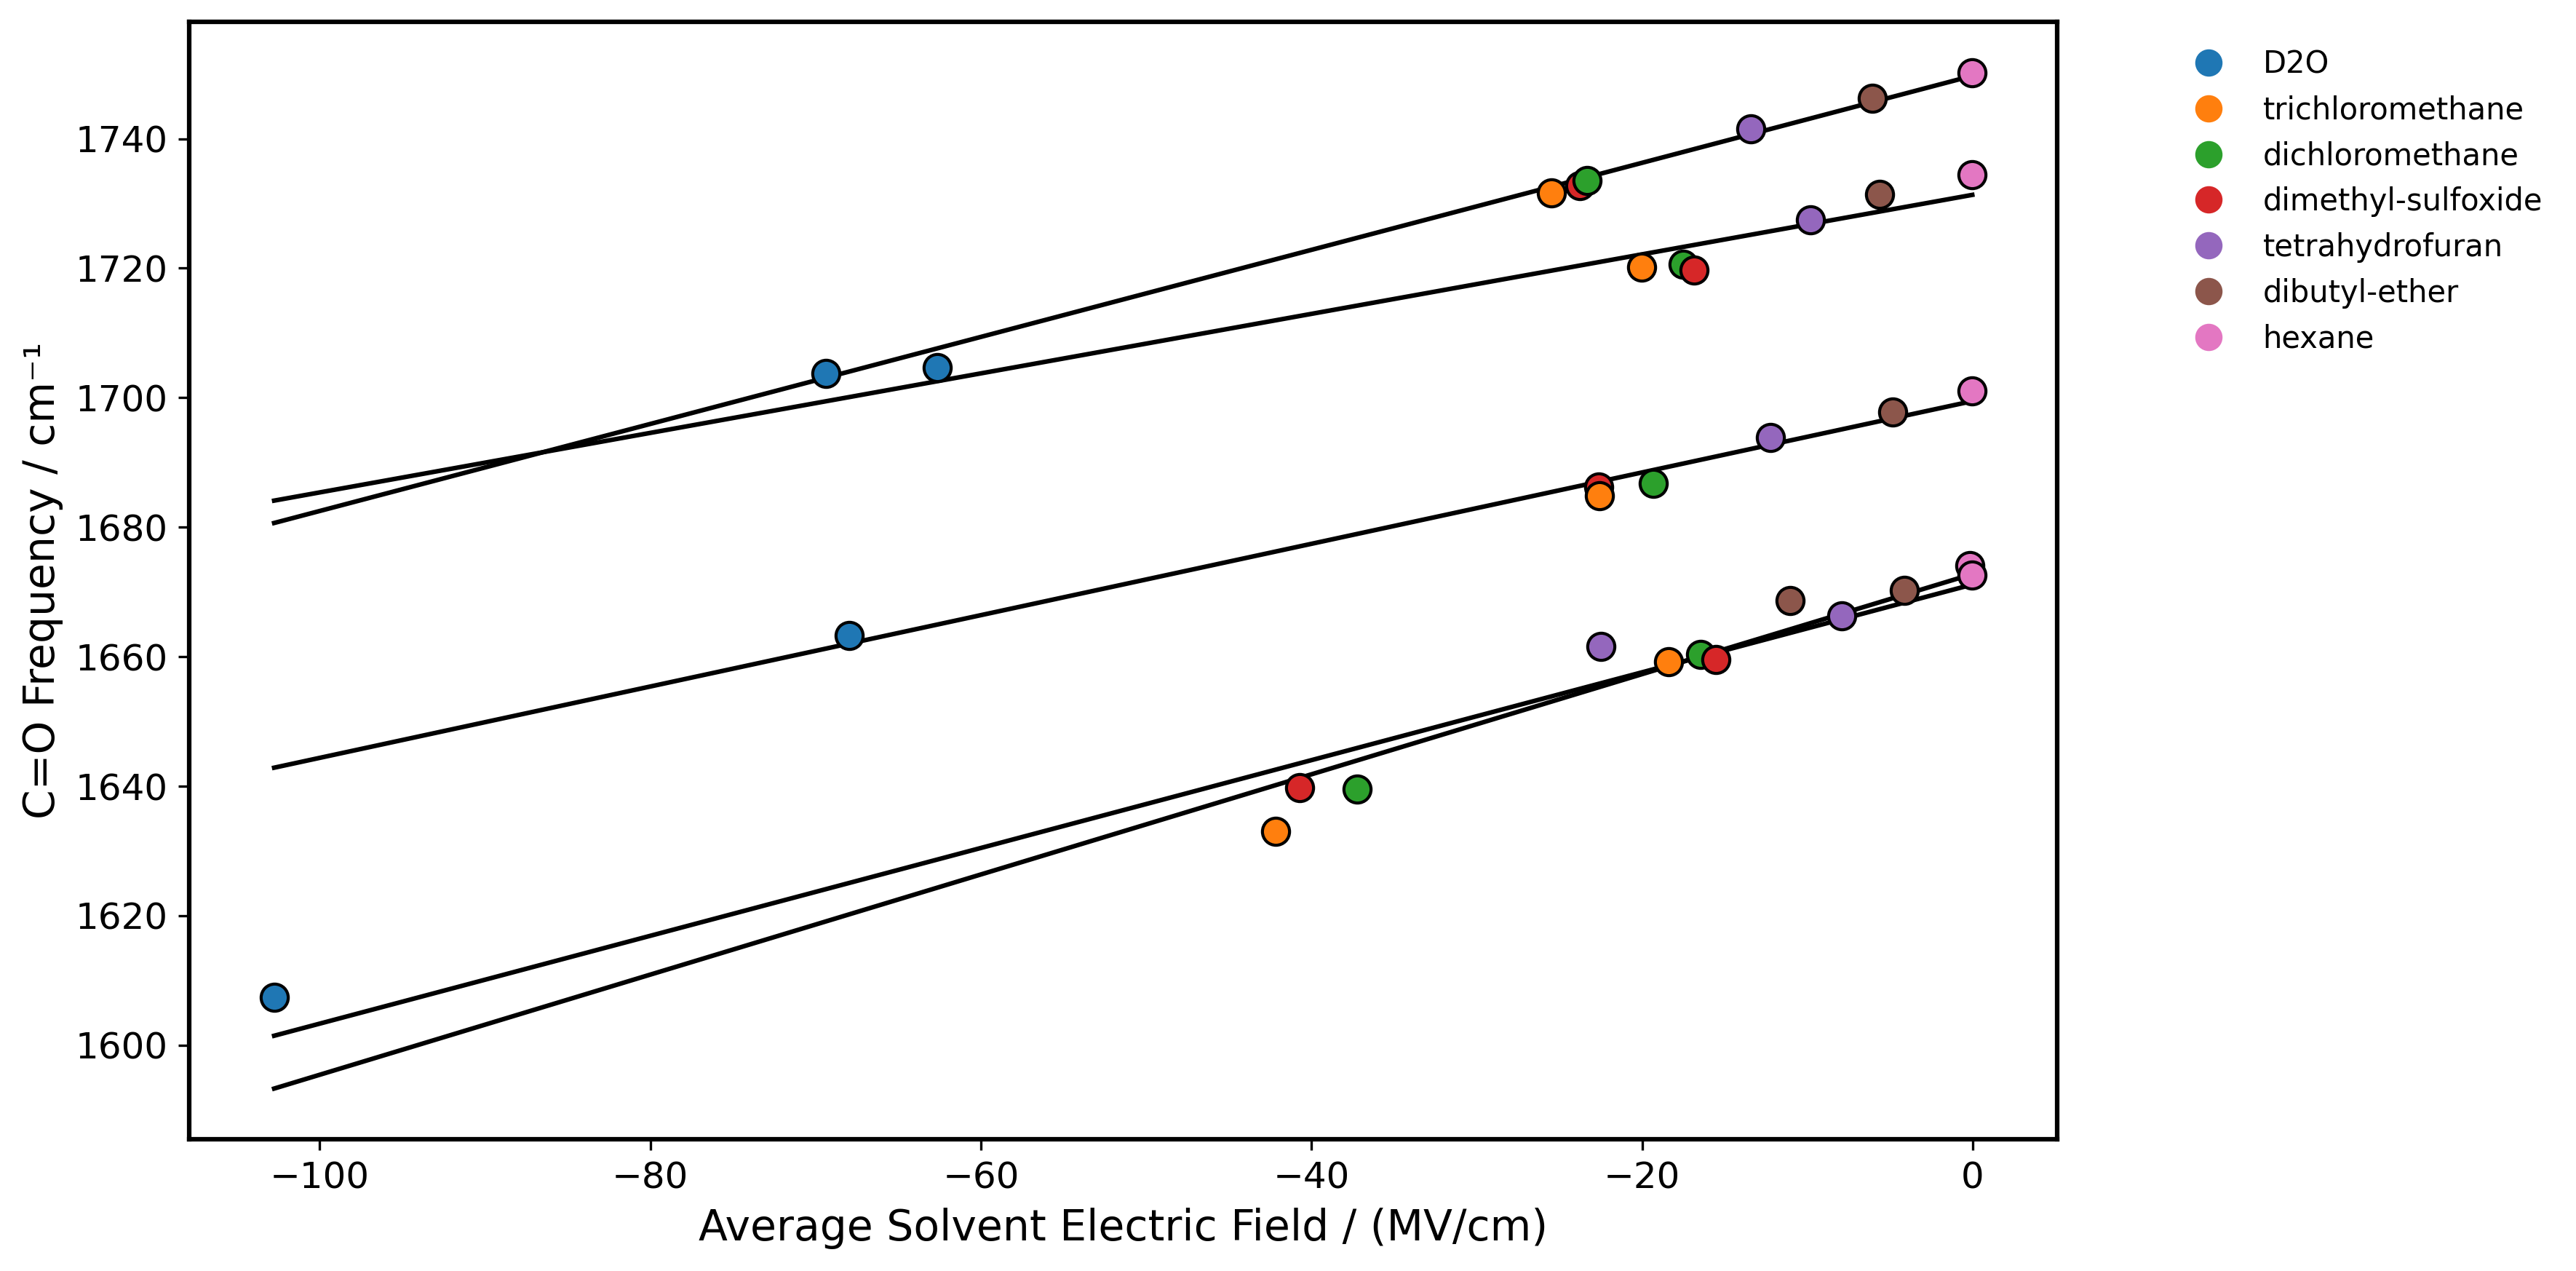 1740
1720
1700
1680
1660
1640
1620
1600
C=O Frequency / cm⁻¹
−100
−80
−60
−40
−20
0
Average Solvent Electric Field / (MV/cm)
D2O
trichloromethane
dichloromethane
dimethyl-sulfoxide
tetrahydrofuran
dibutyl-ether
hexane